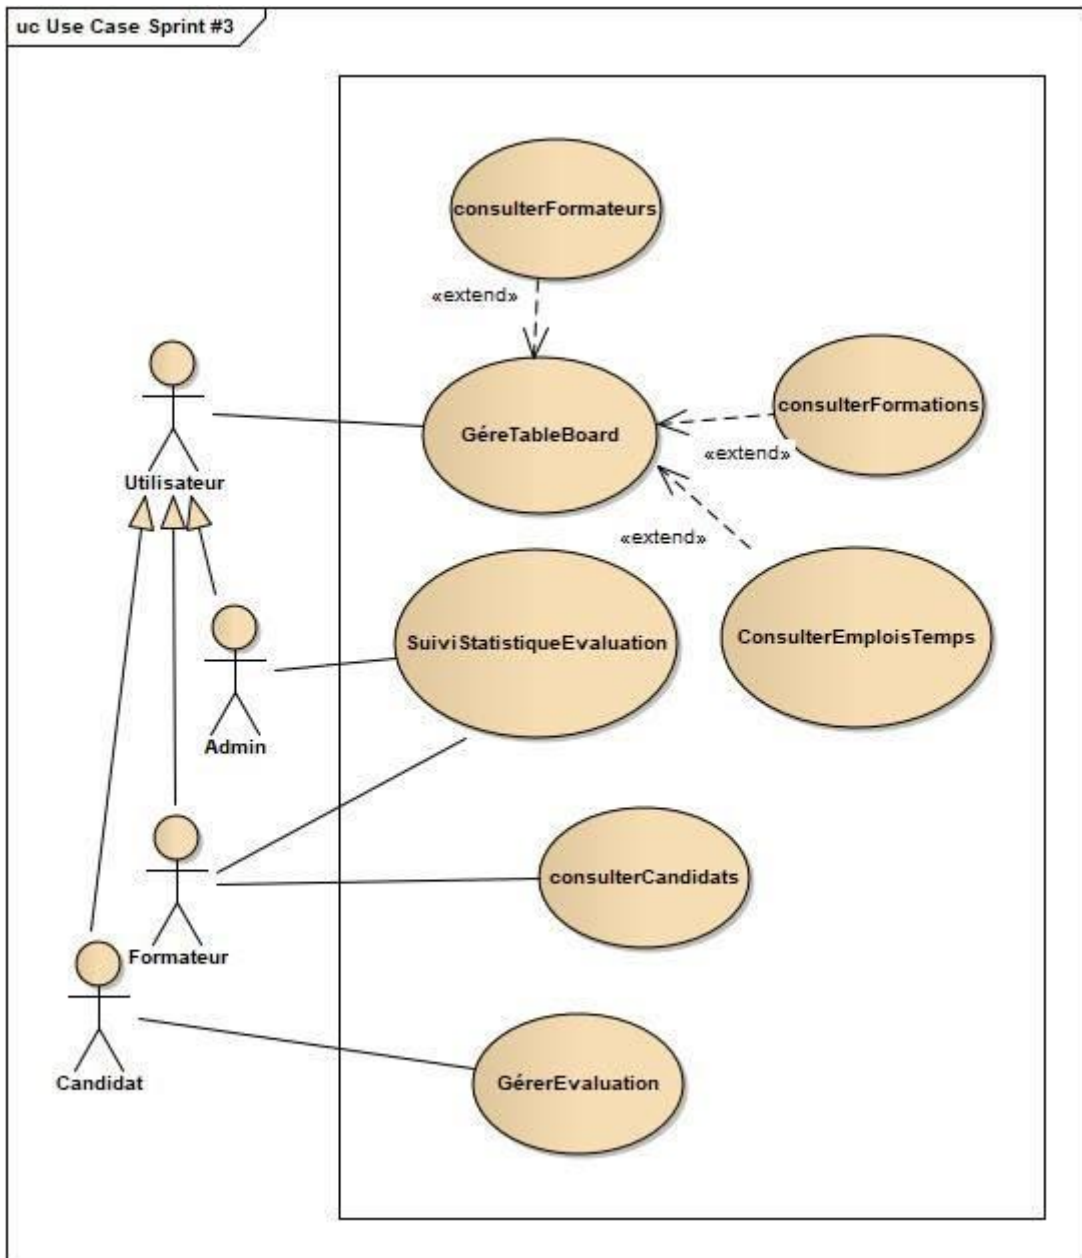 uc Use Case Sprint #3
consulterFormateurs
«extend»
Utilisateur
GéreTableBoard
consulterFormations
«extend»
«extend»
Admin
SuiviStatistiqueEvaluation
ConsulterEmploisTemps
Formateur
consulterCandidats
Candidat
GérerEvaluation